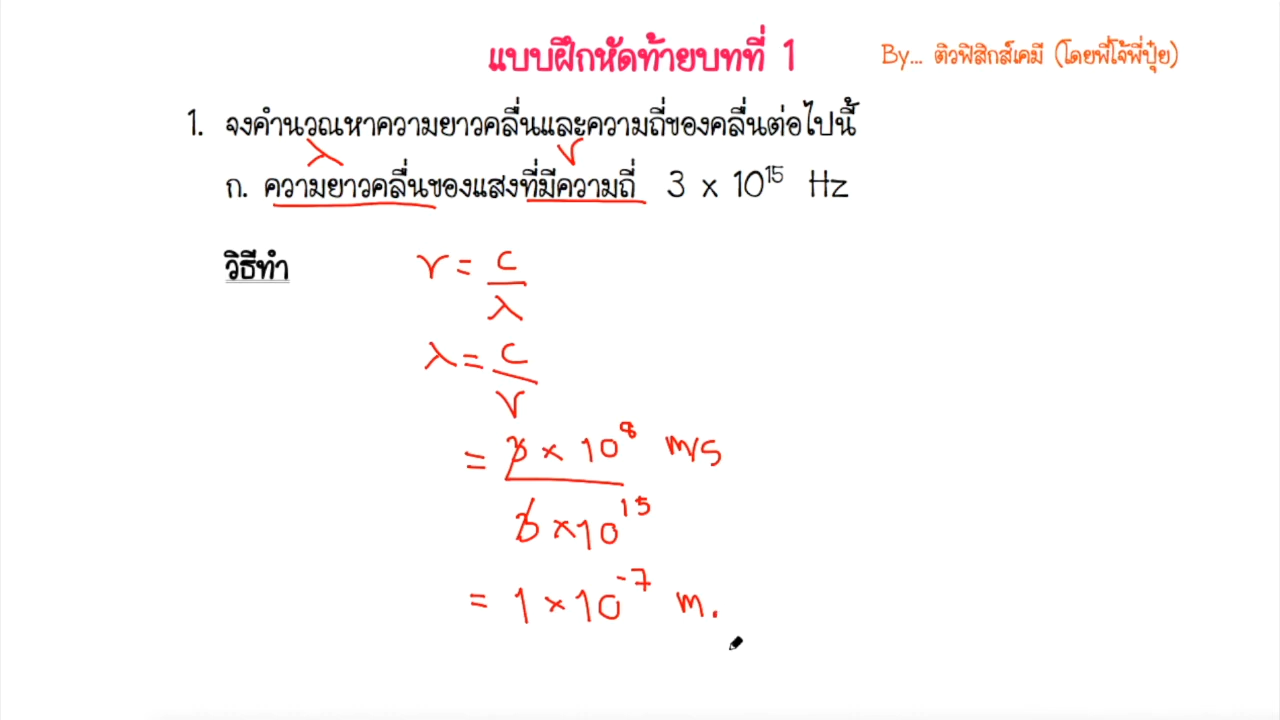 แบบฝึกหัดท้ายบทที่ 1
By... ติวฟิสิกส์เคมี (โดยพี่โจ้พี่ปุ๋ย)
1. จงคำนวณหาความยาวคลื่นและความถี่ของคลื่นต่อไปนี้
λ ν
ก. ความยาวคลื่นของแสงที่มีความถี่ 3 x 10¹⁵ Hz
วิธีทำ
ν = c
λ
λ = c
ν
= 3 × 10⁸ m/s
3 × 10¹⁵
= 1 × 10⁻⁷ m.